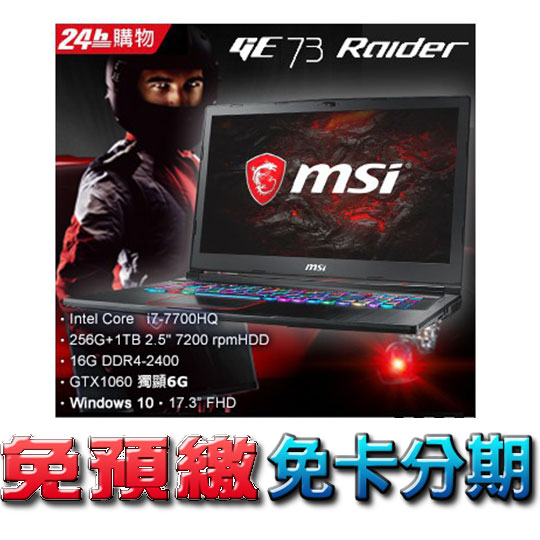 24h購物
GE 73 Raider
msi
msi
・Intel Core i7-7700HQ
・256G+1TB 2.5" 7200 rpmHDD
・16G DDR4-2400
・GTX1060 獨顯6G
・Windows 10・17.3" FHD
免預繳免卡分期